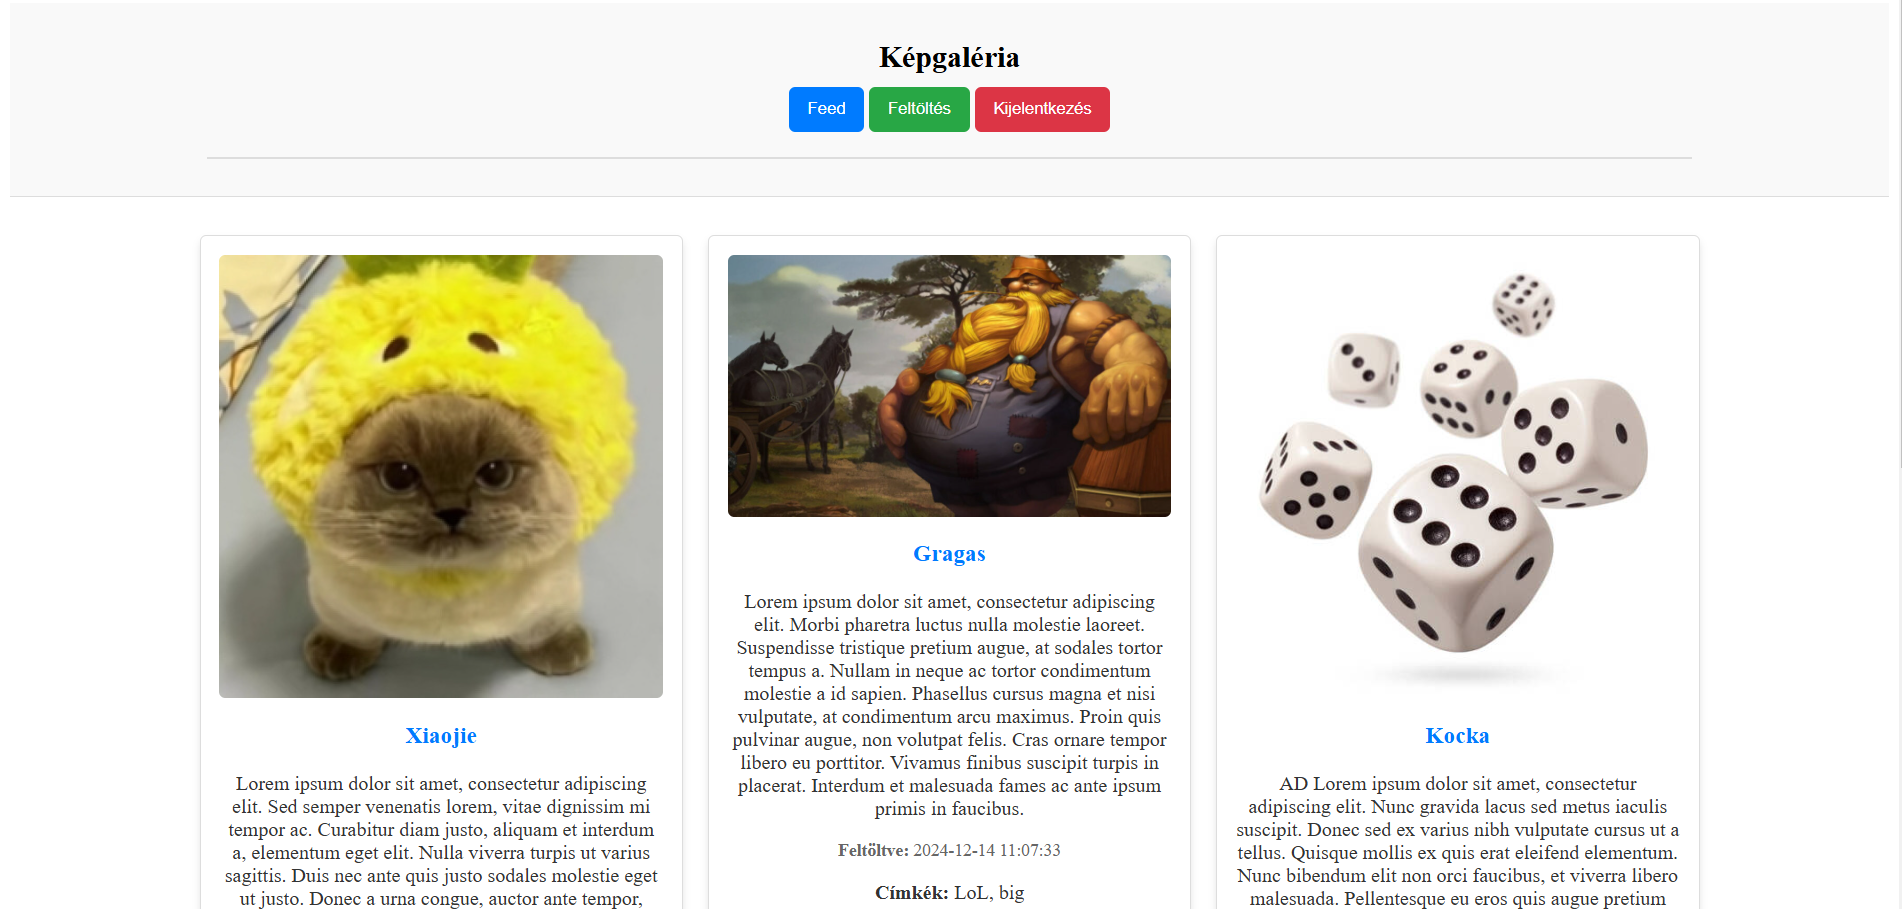 Képgaléria
Feed Feltöltés Kijelentkezés
Xiaojie
Lorem ipsum dolor sit amet, consectetur adipiscing
elit. Sed semper venenatis lorem, vitae dignissim mi
tempor ac. Curabitur diam justo, aliquam et interdum
a, elementum eget elit. Nulla viverra turpis ut varius
sagittis. Duis nec ante quis justo sodales molestie eget
ut justo. Donec a urna congue, auctor ante tempor,
Gragas
Lorem ipsum dolor sit amet, consectetur adipiscing
elit. Morbi pharetra luctus nulla molestie laoreet.
Suspendisse tristique pretium augue, at sodales tortor
tempus a. Nullam in neque ac tortor condimentum
molestie a id sapien. Phasellus cursus magna et nisi
vulputate, at condimentum arcu maximus. Proin quis
pulvinar augue, non volutpat felis. Cras ornare tempor
libero eu porttitor. Vivamus finibus suscipit turpis in
placerat. Interdum et malesuada fames ac ante ipsum
primis in faucibus.
Feltöltve: 2024-12-14 11:07:33
Címkék: LoL, big
Kocka
AD Lorem ipsum dolor sit amet, consectetur
adipiscing elit. Nunc gravida lacus sed metus iaculis
suscipit. Donec sed ex varius nibh vulputate cursus ut a
tellus. Quisque mollis ex quis erat eleifend elementum.
Nunc bibendum elit non orci faucibus, et viverra libero
malesuada. Pellentesque eu eros quis augue pretium